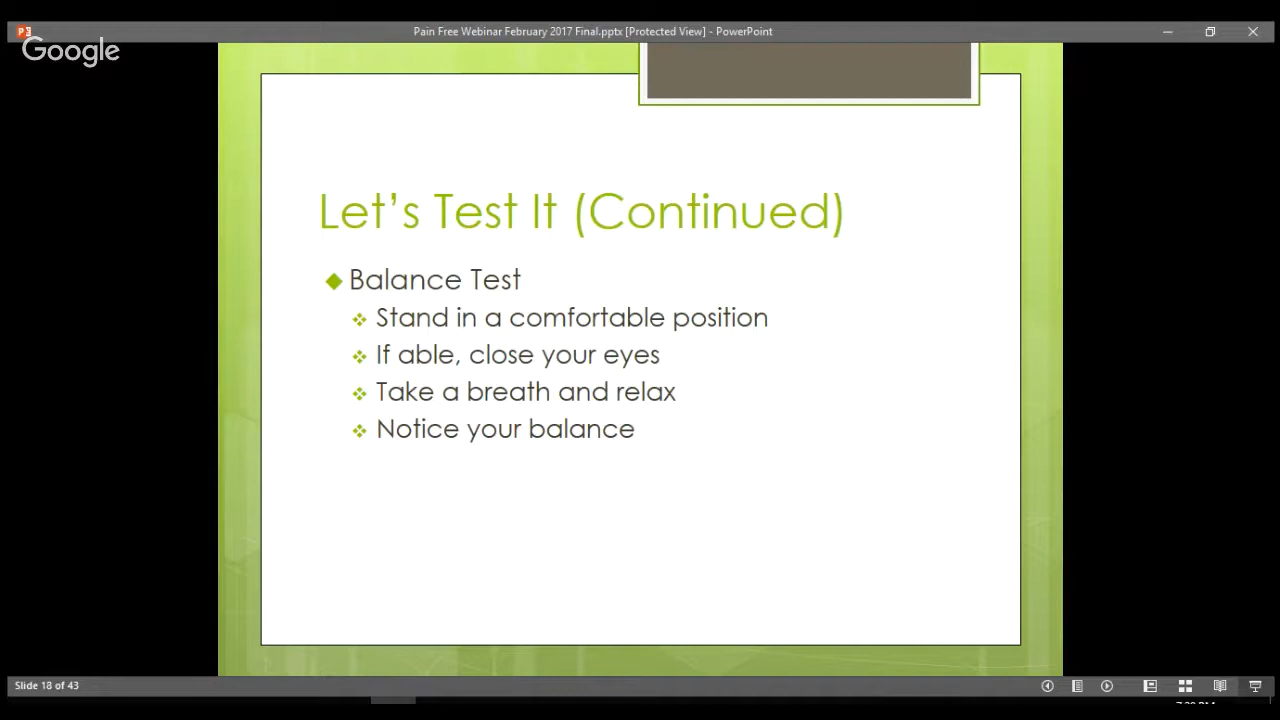 Pain Free Webinar February 2017 Final.pptx [Protected View] - PowerPoint
Google
Let's Test It (Continued)
Balance Test
Stand in a comfortable position
If able, close your eyes
Take a breath and relax
Notice your balance
Slide 18 of 43